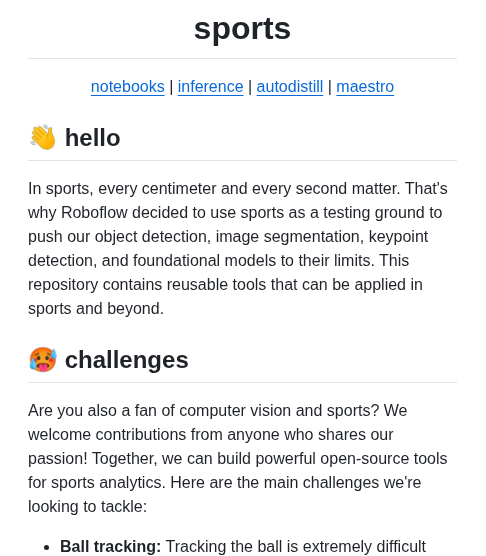 sports
notebooks | inference | autodistill | maestro
👋 hello
In sports, every centimeter and every second matter. That's
why Roboflow decided to use sports as a testing ground to
push our object detection, image segmentation, keypoint
detection, and foundational models to their limits. This
repository contains reusable tools that can be applied in
sports and beyond.
🥵 challenges
Are you also a fan of computer vision and sports? We
welcome contributions from anyone who shares our
passion! Together, we can build powerful open-source tools
for sports analytics. Here are the main challenges we're
looking to tackle:
• Ball tracking: Tracking the ball is extremely difficult